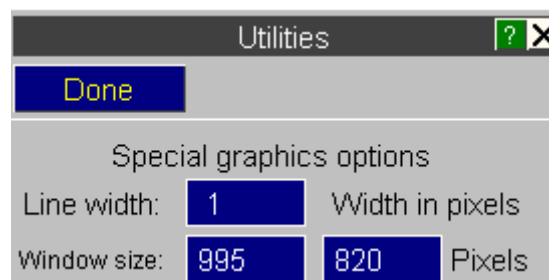 Utilities ? X
Done
Special graphics options
Line width: 1 Width in pixels
Window size: 995 820 Pixels